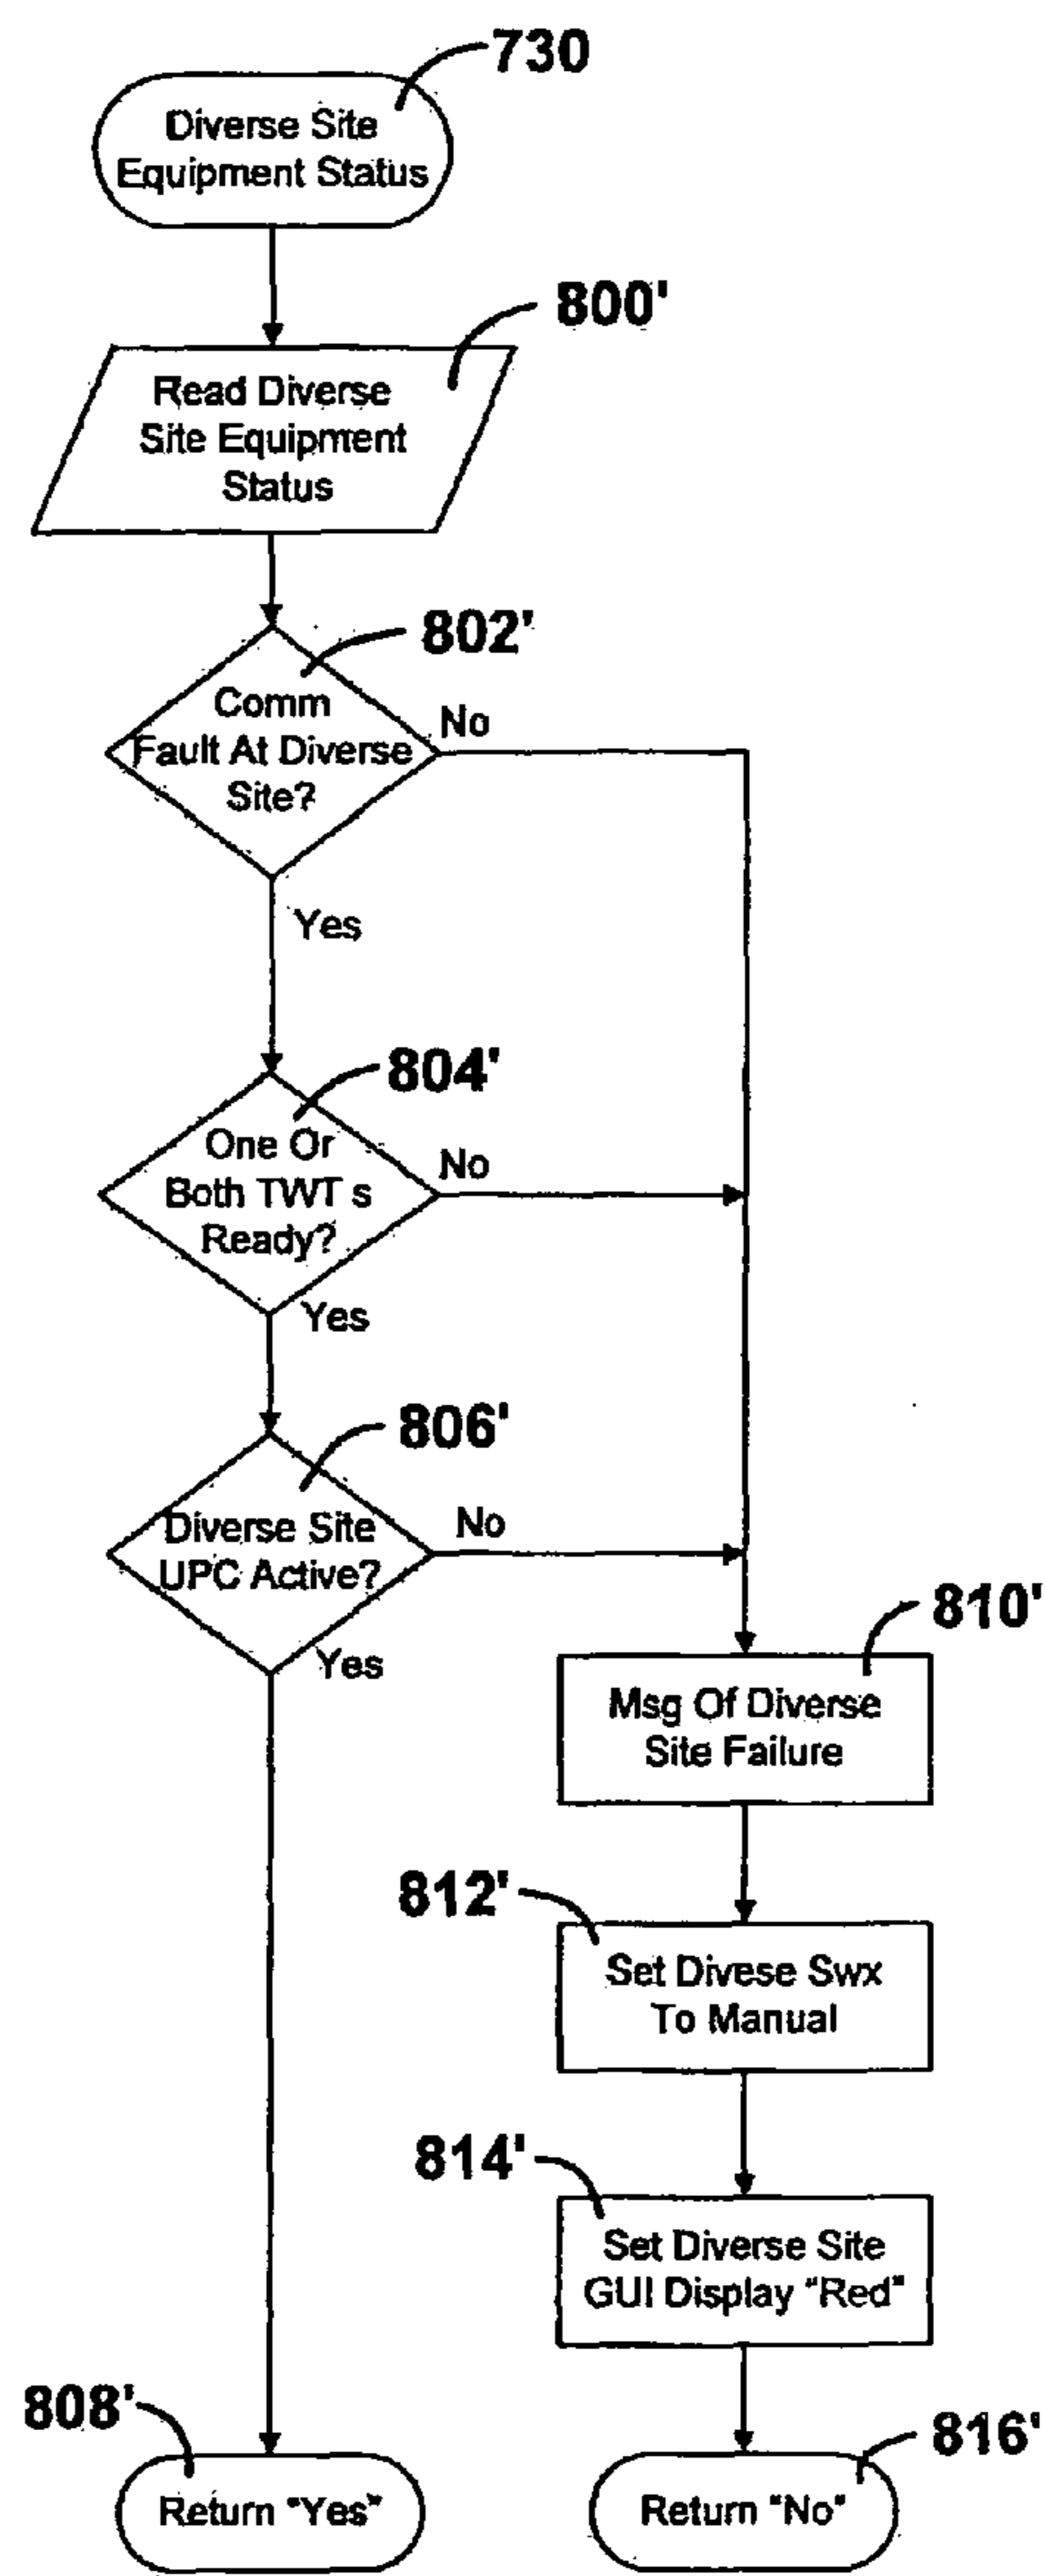 730
Diverse Site
Equipment Status
800'
Read Diverse
Site Equipment
Status
802'
Comm
Fault At Diverse
Site?
No
Yes
804'
One Or
Both TWT s
Ready?
No
Yes
806'
Diverse Site
UPC Active?
No
Yes
810'
Msg Of Diverse
Site Failure
812'
Set Divese Swx
To Manual
814'
Set Diverse Site
GUI Display "Red"
808'
Return "Yes"
816'
Return "No"